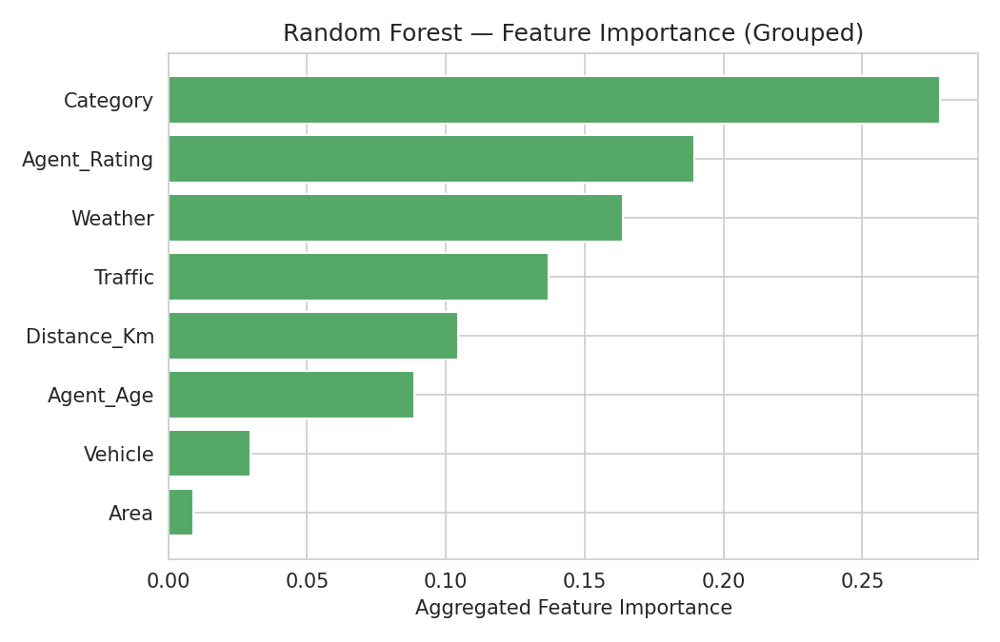 Random Forest — Feature Importance (Grouped)
Category
Agent_Rating
Weather
Traffic
Distance_Km
Agent_Age
Vehicle
Area
0.00 0.05 0.10 0.15 0.20 0.25
Aggregated Feature Importance